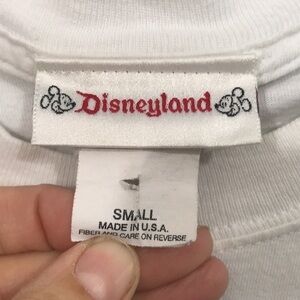 Disneyland
SMALL
MADE IN U.S.A.
FIBER AND CARE ON REVERSE